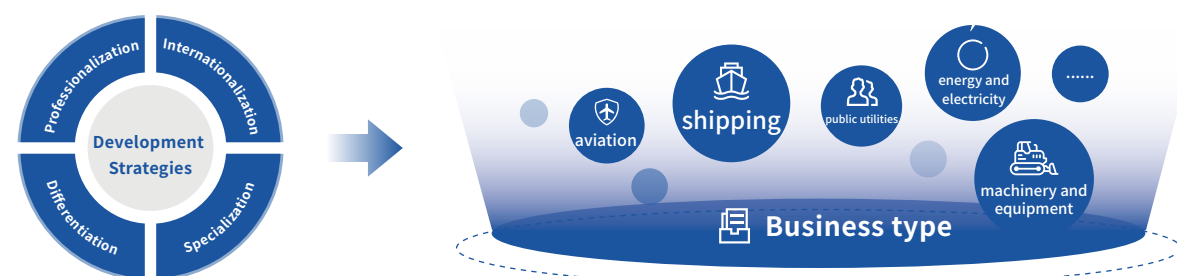 Professionalization
Internationalization
Development
Strategies
Differentiation
Specialization
aviation
shipping
public utilities
energy and
electricity
......
machinery and
equipment
Business type